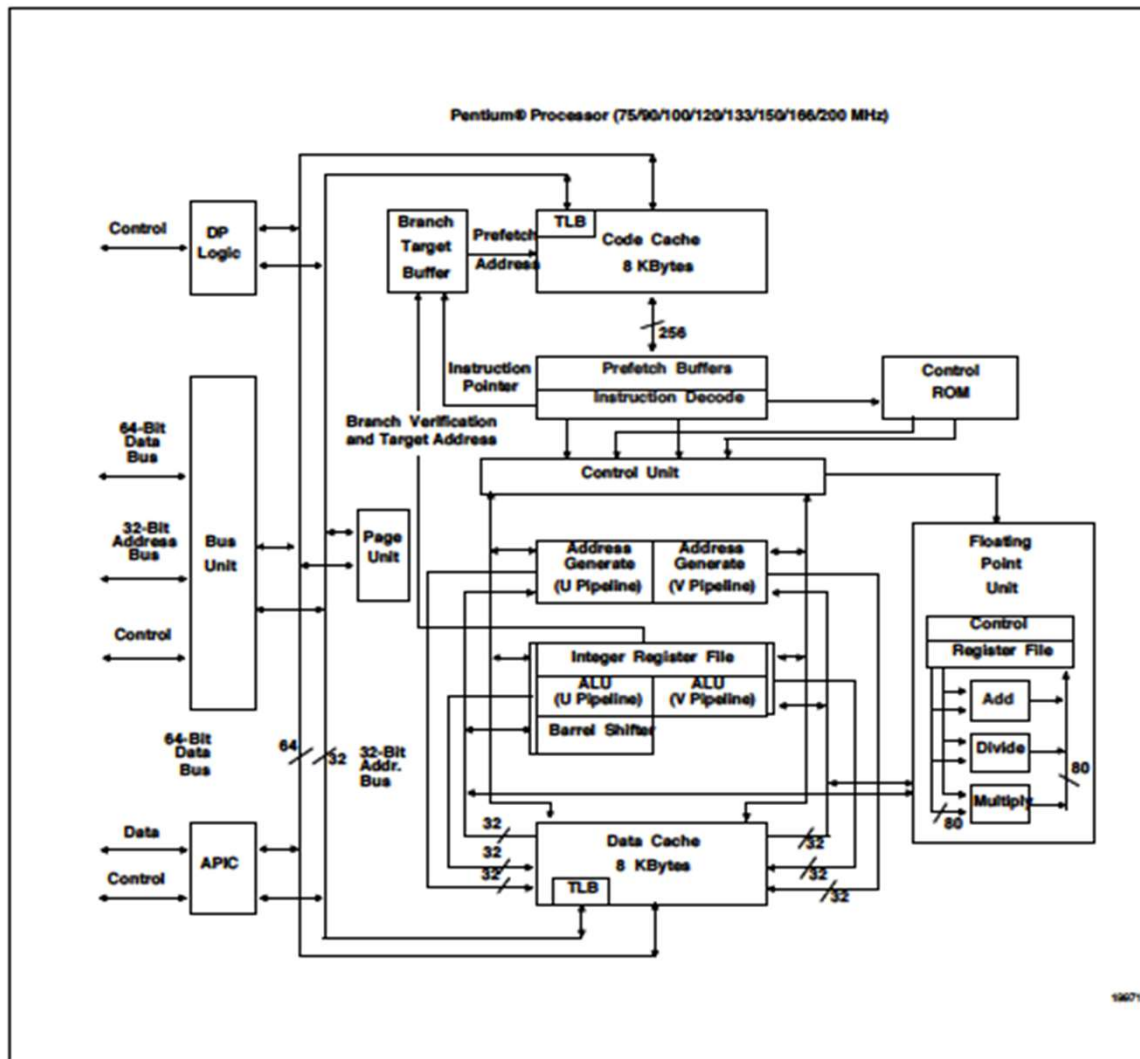 Pentium® Processor (75/90/100/120/133/150/166/200 MHz)
Control
DP
Logic
Branch
Target
Buffer
Prefetch
Address
TLB
Code Cache
8 KBytes
256
Instruction
Pointer
Prefetch Buffers
Instruction Decode
Control
ROM
Branch Verification
and Target Address
64-Bit
Data
Bus
32-Bit
Address
Bus
Control
Bus
Unit
Page
Unit
Control Unit
Address
Generate
(U Pipeline)
Address
Generate
(V Pipeline)
Integer Register File
ALU
(U Pipeline)
ALU
(V Pipeline)
Barrel Shifter
Floating
Point
Unit
Control
Register File
Add
Divide
Multiply
80
80
64-Bit
Data
Bus
64
32
32-Bit
Addr.
Bus
Data
Control
APIC
32
32
32
Data Cache
8 KBytes
TLB
32
32
32